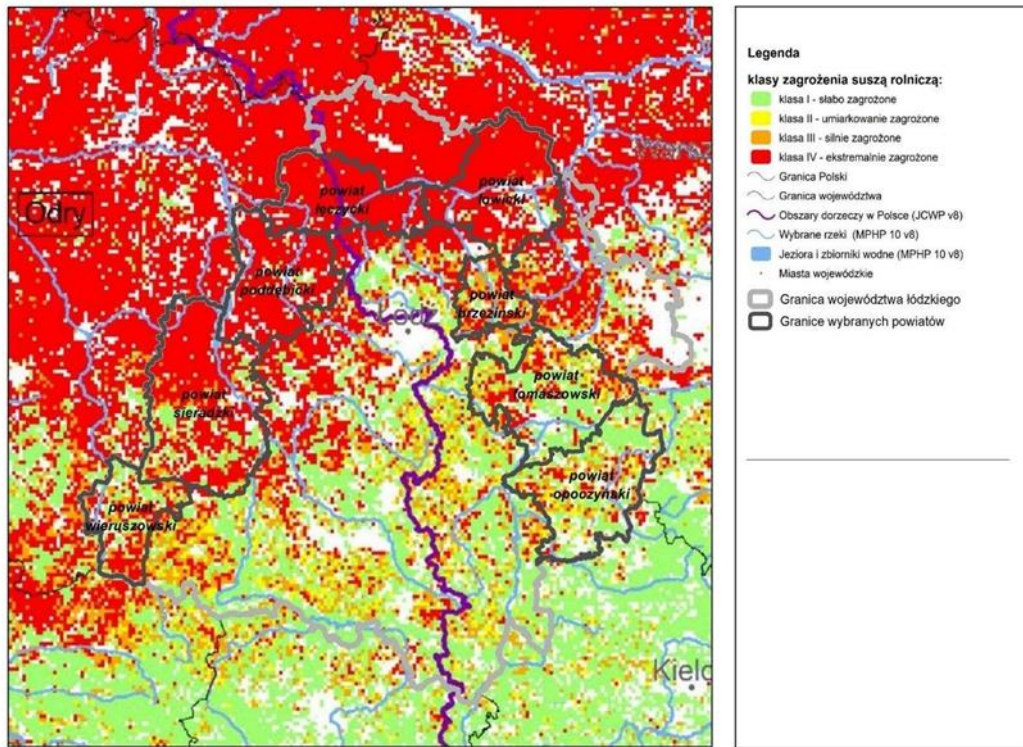 Odry
powiat
łęczycki
powiat
łowicki
powiat
poddębicki
powiat
brzeziński
Łódź
powiat
tomaszowski
powiat
sieradzki
powiat
opoczyński
powiat
wieruszowski
Kielc
Legenda
klasy zagrożenia suszą rolniczą:
klasa I - słabo zagrożone
klasa II - umiarkowanie zagrożone
klasa III - silnie zagrożone
klasa IV - ekstremalnie zagrożone
Granica Polski
Granica województwa
Obszary dorzeczy w Polsce (JCWP v8)
Wybrane rzeki (MPHP 10 v8)
Jeziora i zbiorniki wodne (MPHP 10 v8)
Miasta wojewódzkie
Granica województwa łódzkiego
Granice wybranych powiatów